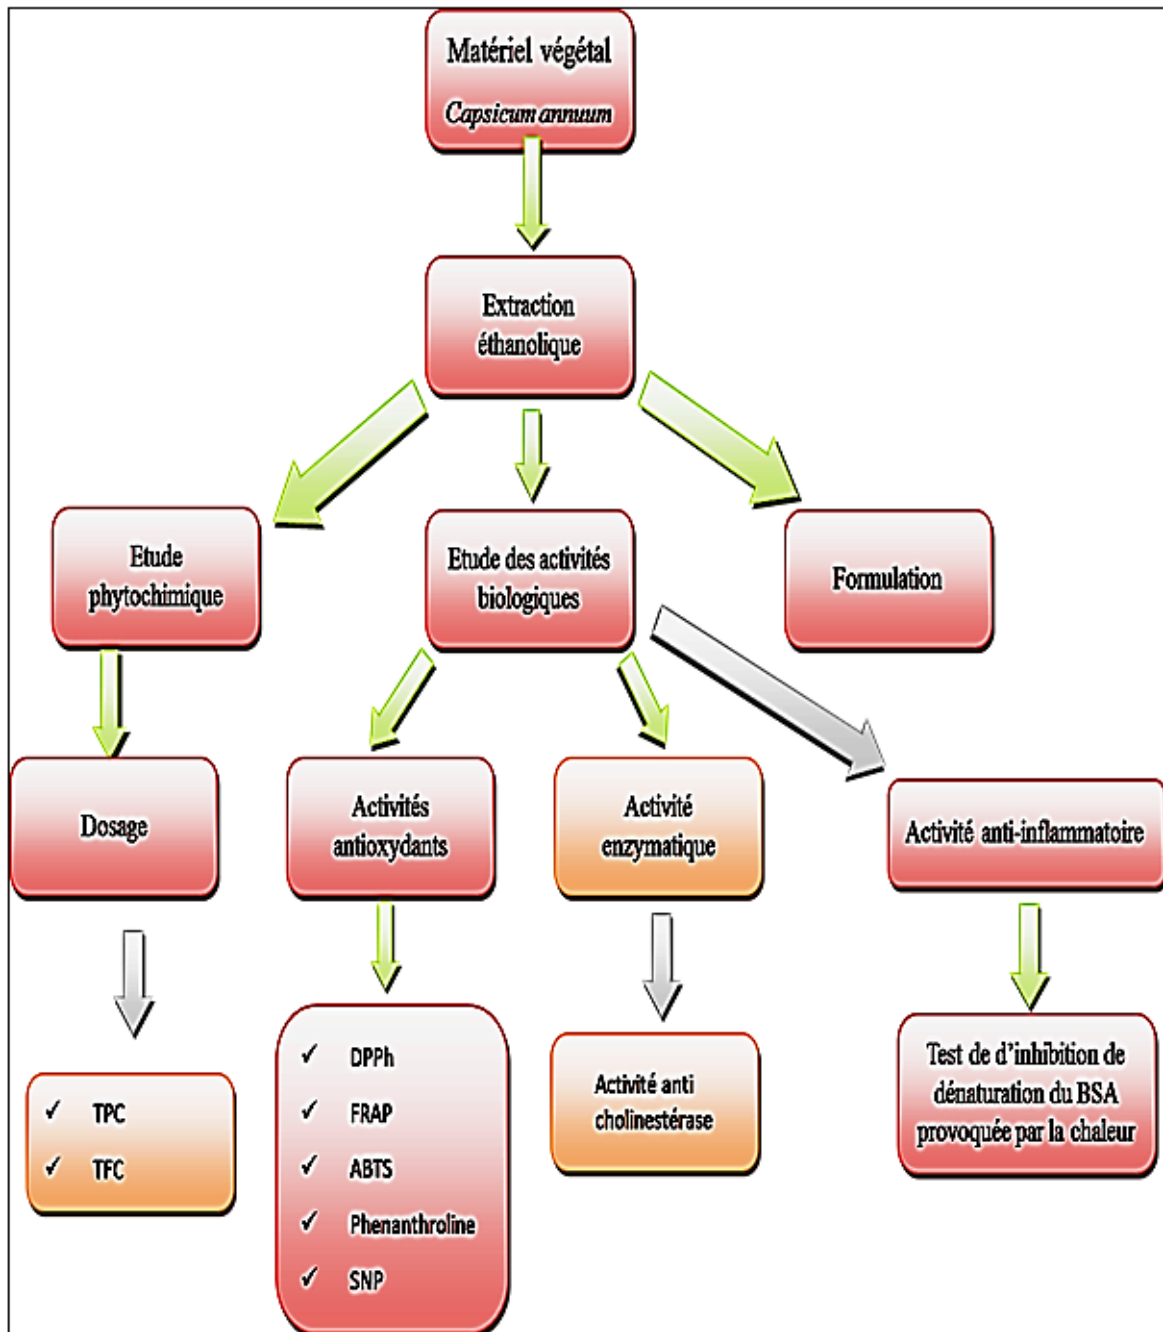 Matériel végétal
Capsicum annuum
Extraction
éthanolique
Etude
phytochimique
Etude des activités
biologiques
Formulation
Dosage
Activités
antioxydants
Activité
enzymatique
Activité anti-inflammatoire
✓ TPC
✓ TFC
✓ DPPh
✓ FRAP
✓ ABTS
✓ Phenanthroline
✓ SNP
Activité anti
cholinestérase
Test de d'inhibition de
dénaturation du BSA
provoquée par la chaleur